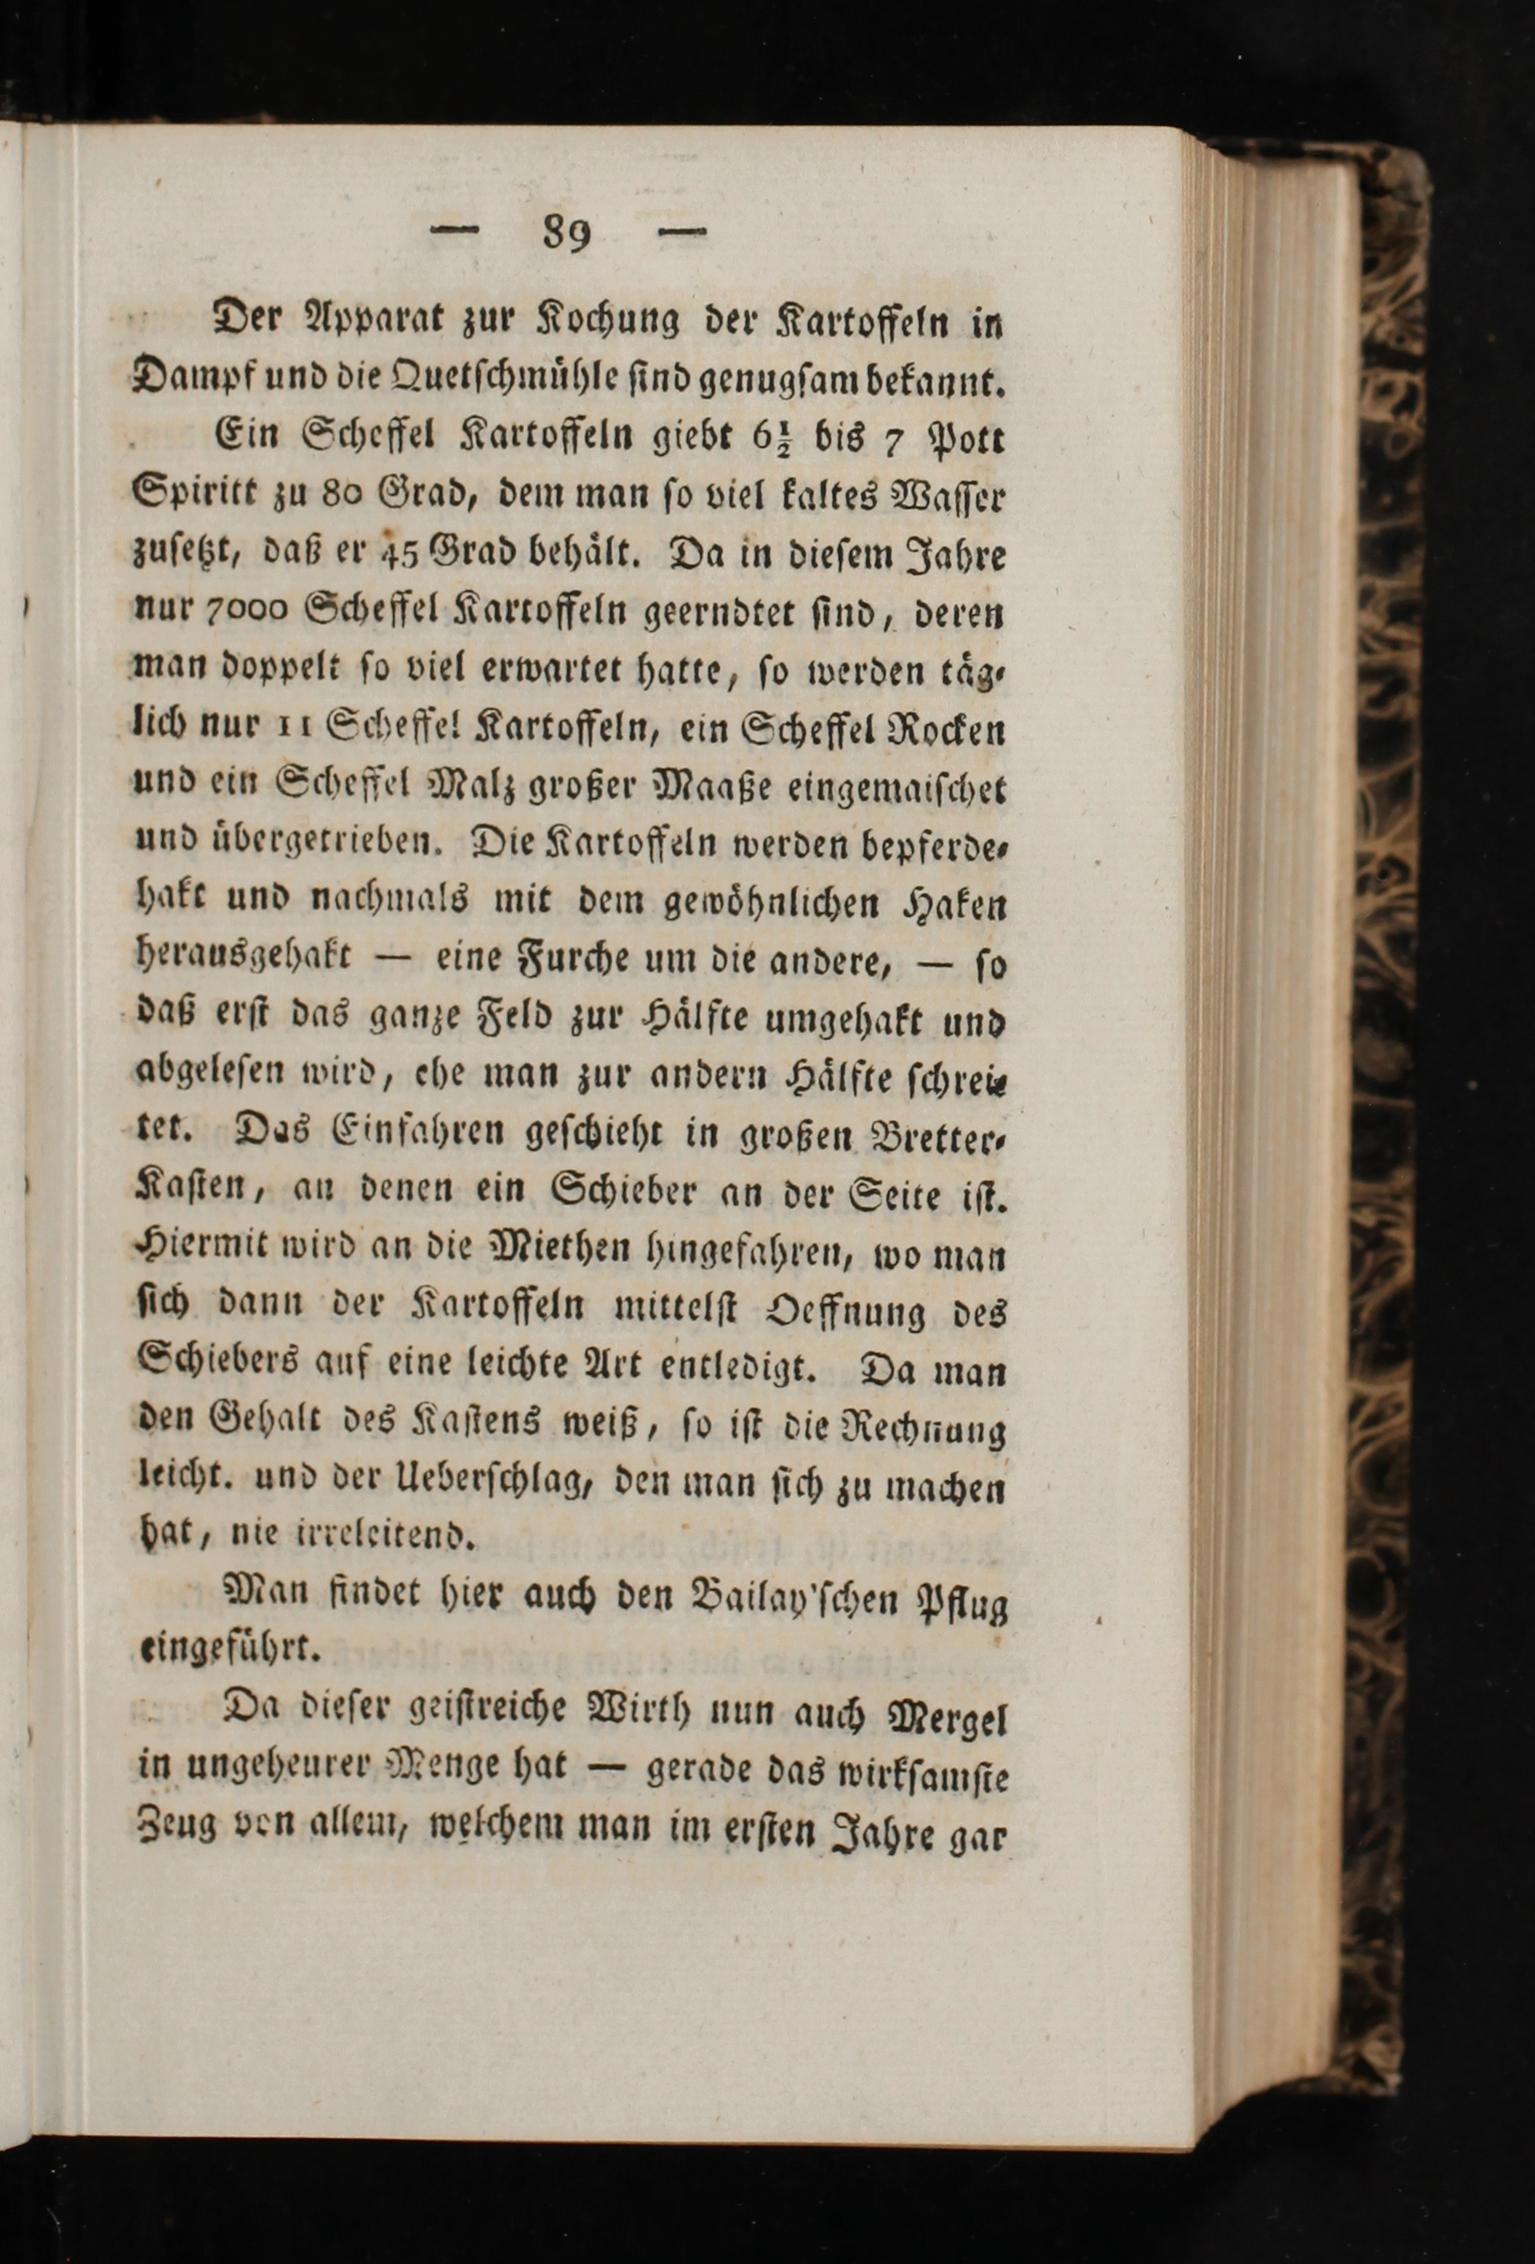 — 89 —
Der Apparat zur Kochung der Kartoffeln in
Dampf und die Quetschmühle sind genugsam bekannt.
Ein Scheffel Kartoffeln giebt 6½ bis 7 Pott
Spiritt zu 80 Grad, dem man so viel kaltes Wasser
zusetzt, daß er 45 Grad behält. Da in diesem Jahre
nur 7000 Scheffel Kartoffeln geerndtet sind, deren
man doppelt so viel erwartet hatte, so werden täg-
lich nur 11 Scheffel Kartoffeln, ein Scheffel Rocken
und ein Scheffel Malz großer Maaße eingemaischet
und übergetrieben. Die Kartoffeln werden bepferde-
hakt und nachmals mit dem gewöhnlichen Haken
herausgehakt — eine Furche um die andere, — so
daß erst das ganze Feld zur Hälfte umgehakt und
abgelesen wird, ehe man zur andern Hälfte schrei-
tet. Das Einfahren geschieht in großen Bretter-
Kasten, an denen ein Schieber an der Seite ist.
Hiermit wird an die Miethen hingefahren, wo man
sich dann der Kartoffeln mittelst Oeffnung des
Schiebers auf eine leichte Art entledigt. Da man
den Gehalt des Kastens weiß, so ist die Rechnung
leicht. und der Ueberschlag, den man sich zu machen
hat, nie irreleitend.
Man findet hier auch den Bailay'schen Pflug
eingeführt.
Da dieser geistreiche Wirth nun auch Mergel
in ungeheurer Menge hat — gerade das wirksamste
Zeug von allem, welchem man im ersten Jahre gar